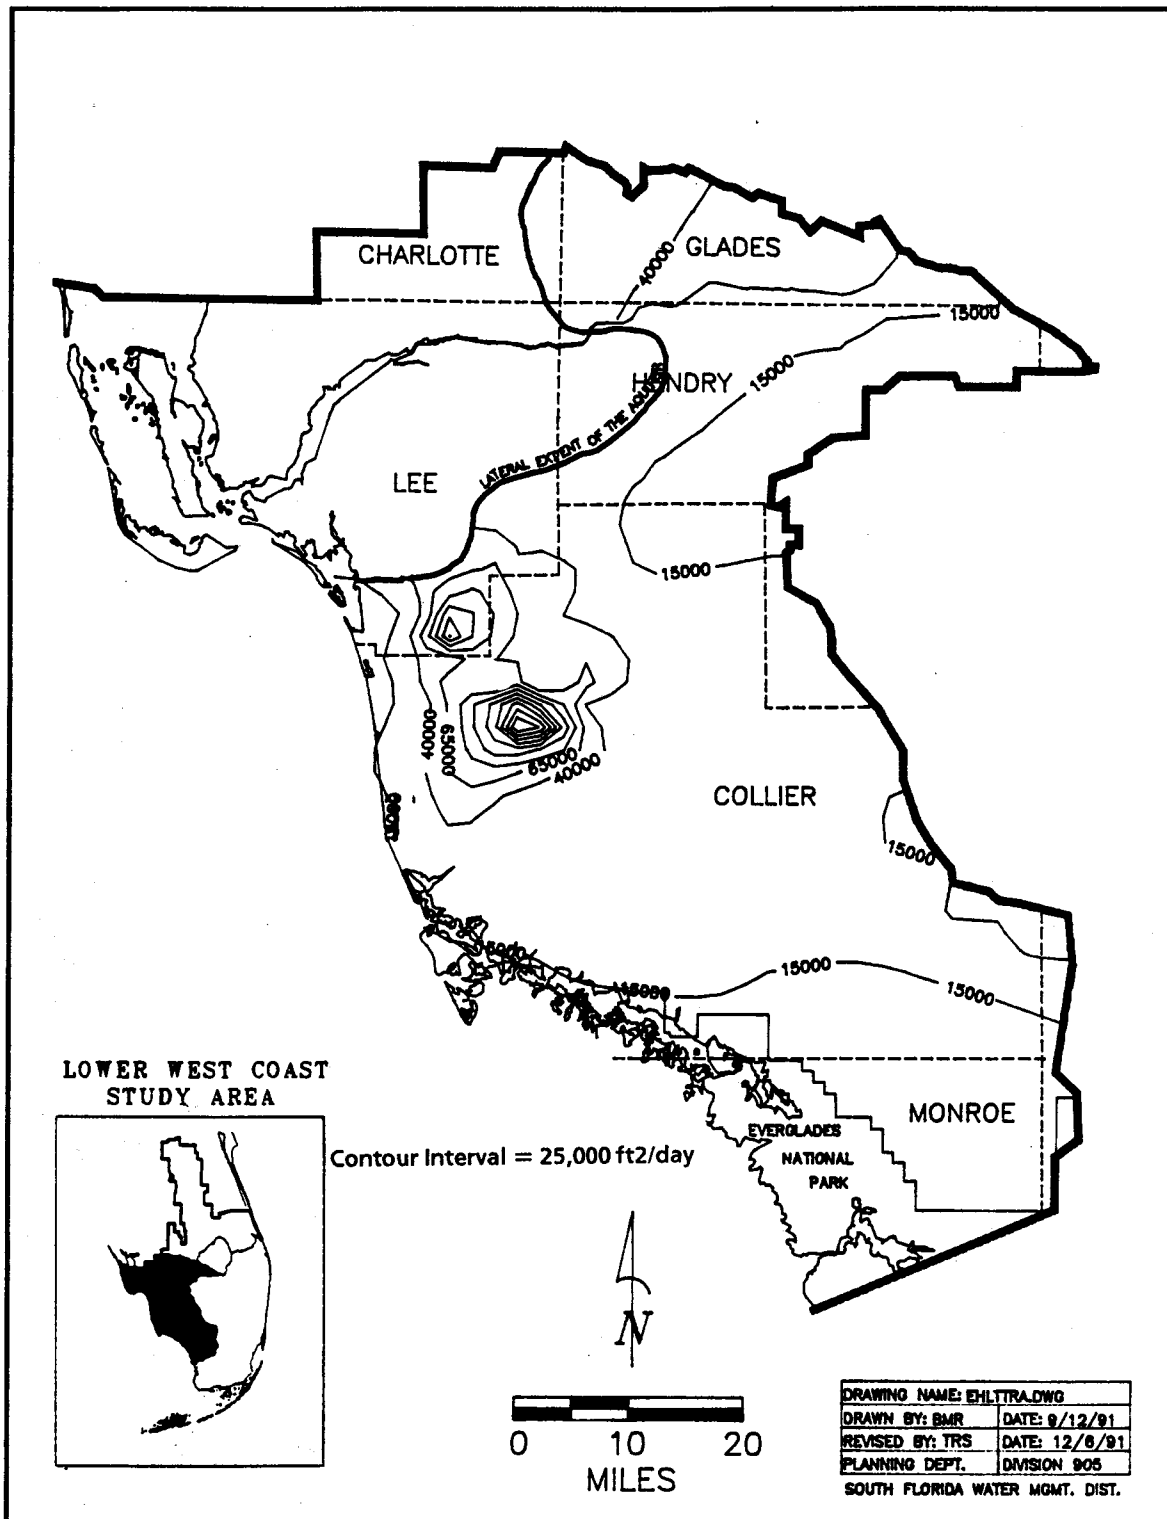 CHARLOTTE
GLADES
40000
15000
HENDRY
15000
LATERAL EXTENT OF THE AQUIFER
LEE
15000
40000
65000
65000
40000
COLLIER
15000
15000
15000
LOWER WEST COAST
STUDY AREA
MONROE
EVERGLADES
NATIONAL
PARK
Contour Interval = 25,000 ft2/day
N
0 10 20
MILES
DRAWING NAME: EHLTTRA.DWG
DRAWN BY: BMR DATE: 9/12/91
REVISED BY: TRS DATE: 12/6/91
PLANNING DEPT. DIVISION 905
SOUTH FLORIDA WATER MGMT. DIST.